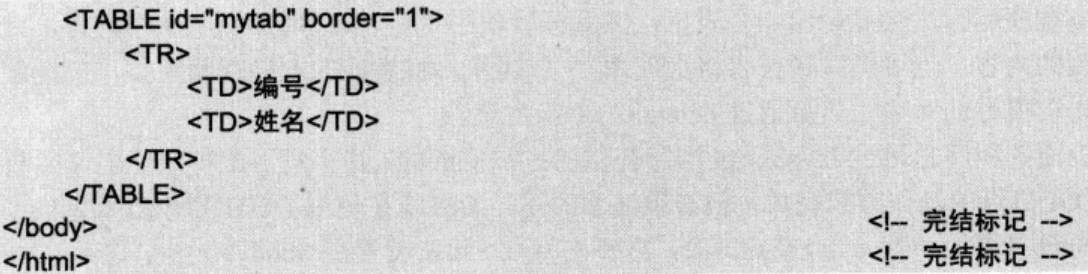 <TABLE id="mytab" border="1">
<TR>
<TD>编号</TD>
<TD>姓名</TD>
</TR>
</TABLE>
</body> <!-- 完结标记 -->
</html> <!-- 完结标记 -->